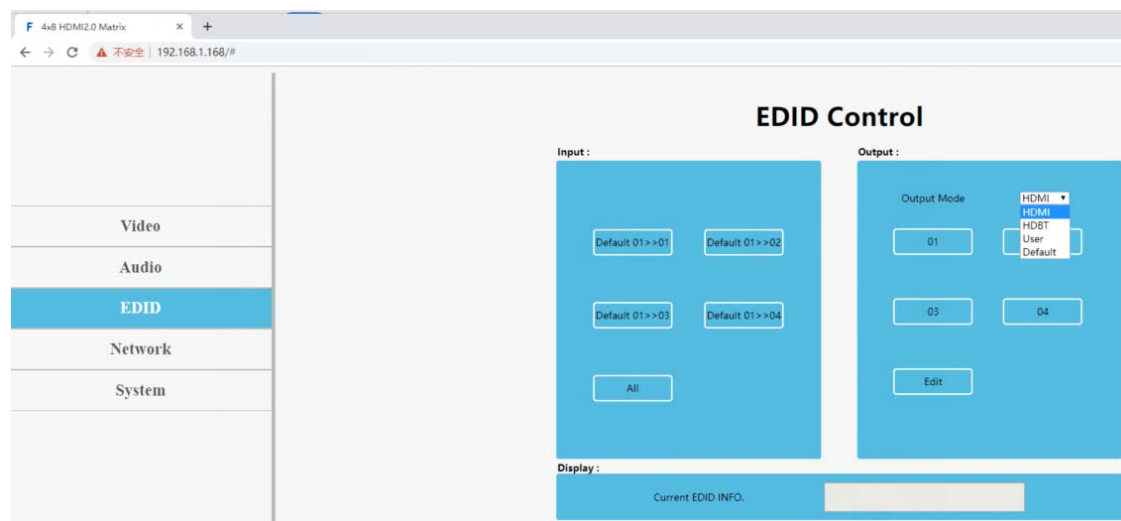 F 4x8 HDMI2.0 Matrix × +
不安全 | 192.168.1.168/#
EDID Control
Input :
Output :
Output Mode HDMI
HDMI
HDBT
User
Default
Default 01>>01 Default 01>>02
01
Default 01>>03 Default 01>>04
03 04
All
Edit
Video
Audio
EDID
Network
System
Display :
Current EDID INFO.